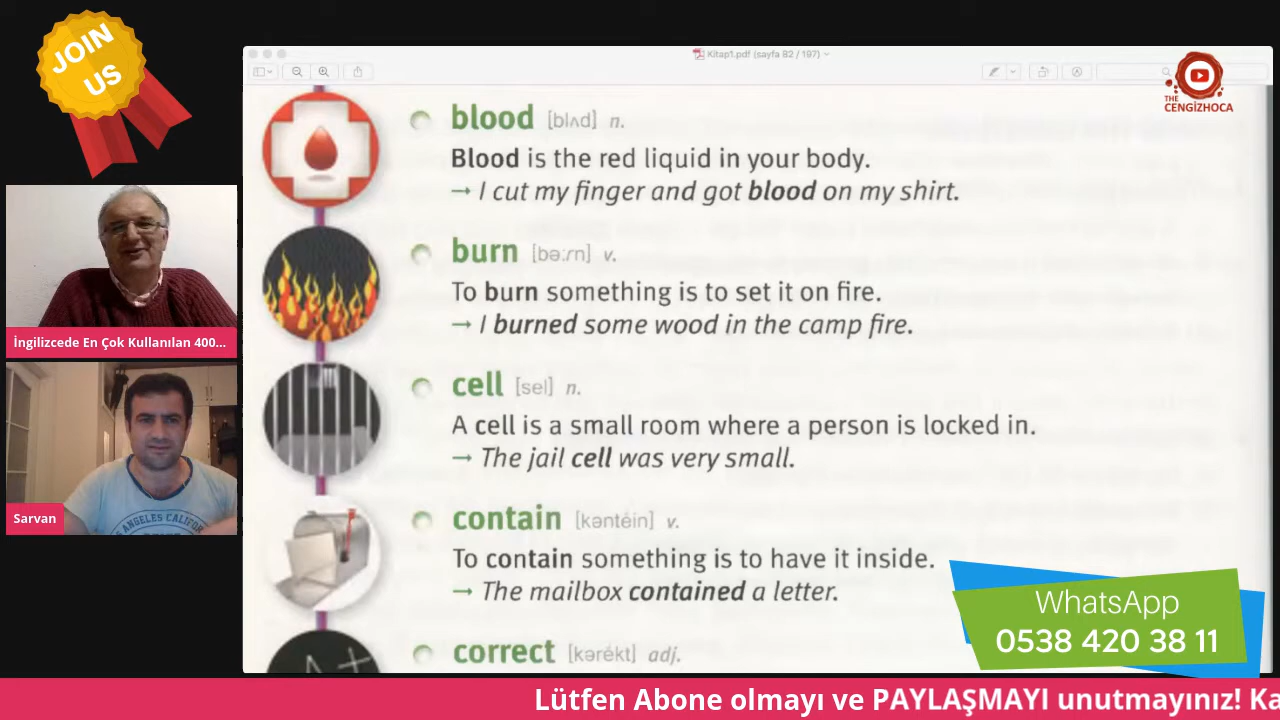 JOIN
US
Kitap1.pdf (sayfa 82 / 197)
THE
CENGİZHOCA
blood [blʌd] n.
Blood is the red liquid in your body.
→ I cut my finger and got blood on my shirt.
burn [bəːrn] v.
To burn something is to set it on fire.
→ I burned some wood in the camp fire.
cell [sel] n.
A cell is a small room where a person is locked in.
→ The jail cell was very small.
contain [kəntéin] v.
To contain something is to have it inside.
→ The mailbox contained a letter.
correct [kərékt] adj.
A+
İngilizcede En Çok Kullanılan 400...
Sarvan
ANGELES CALIFOR
WhatsApp
0538 420 38 11
Lütfen Abone olmayı ve PAYLAŞMAYI unutmayınız! Ka